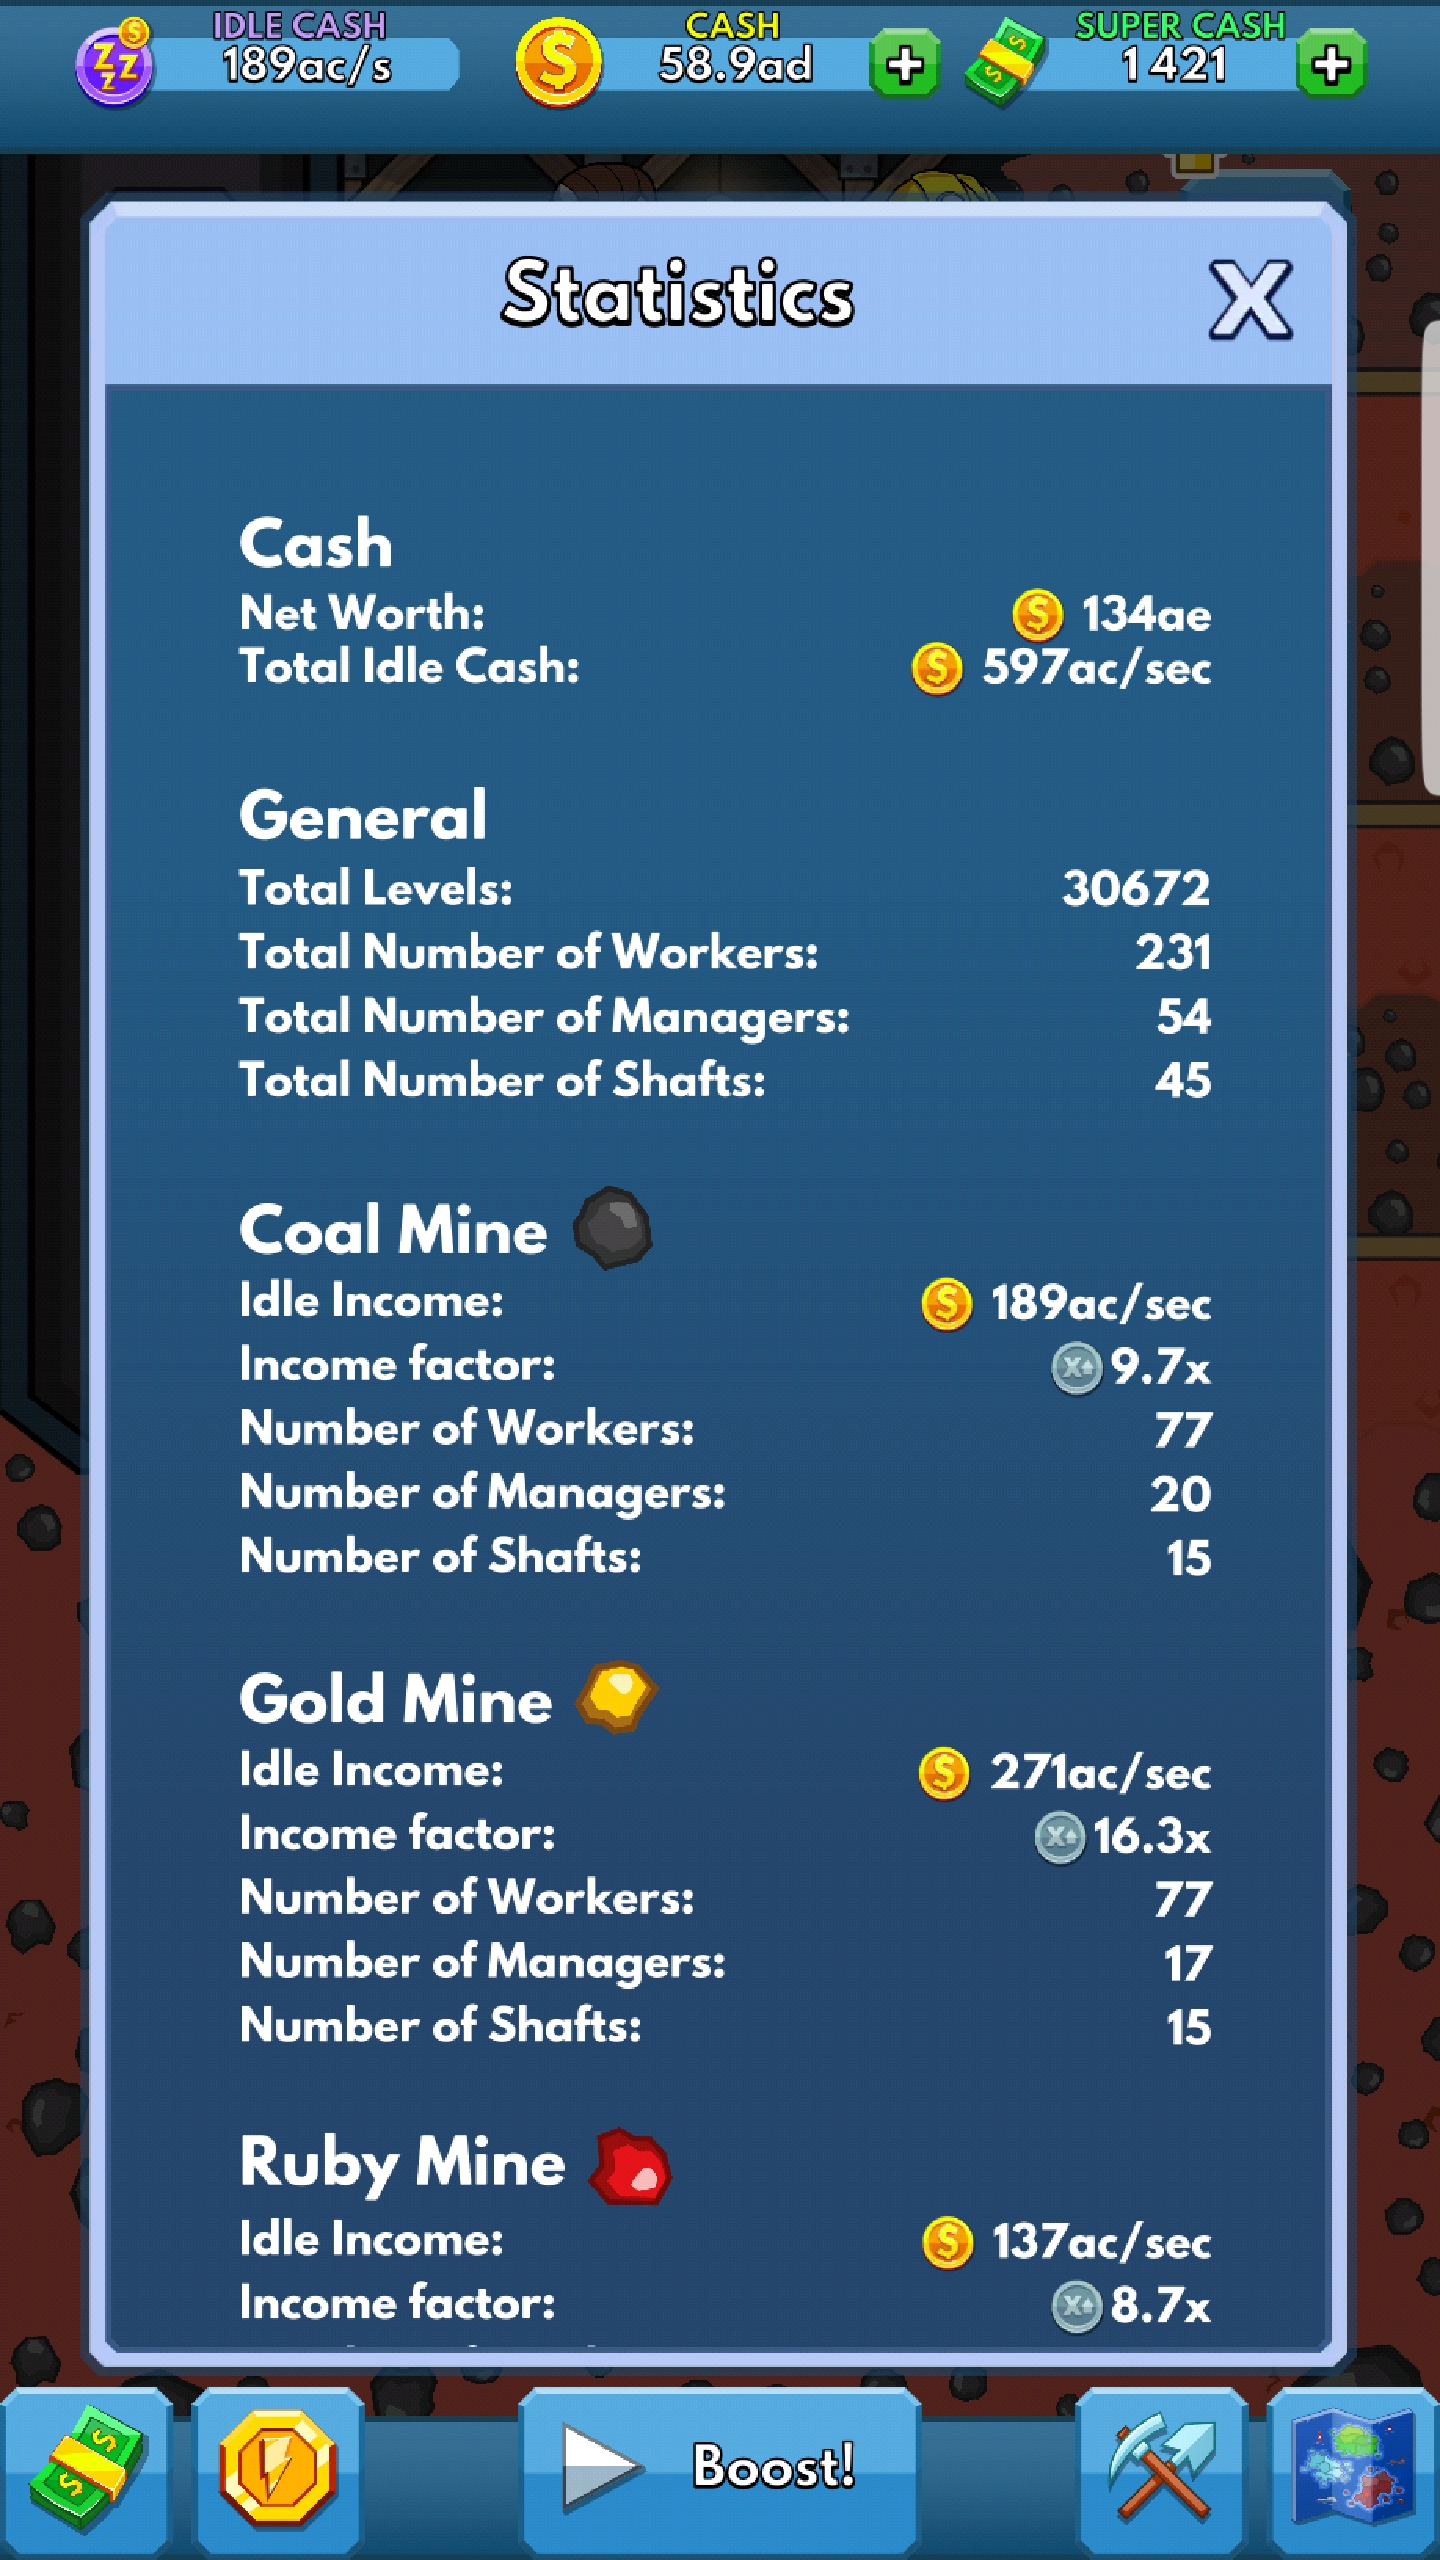 IDLE CASH CASH SUPER CASH
189ac/s 58.9ad 1 421
Statistics
Cash
Net Worth: 134ae
Total Idle Cash: 597ac/sec
General
Total Levels: 30672
Total Number of Workers: 231
Total Number of Managers: 54
Total Number of Shafts: 45
Coal Mine
Idle Income: 189ac/sec
Income factor: 9.7x
Number of Workers: 77
Number of Managers: 20
Number of Shafts: 15
Gold Mine
Idle Income: 271ac/sec
Income factor: 16.3x
Number of Workers: 77
Number of Managers: 17
Number of Shafts: 15
Ruby Mine
Idle Income: 137ac/sec
Income factor: 8.7x
Boost!